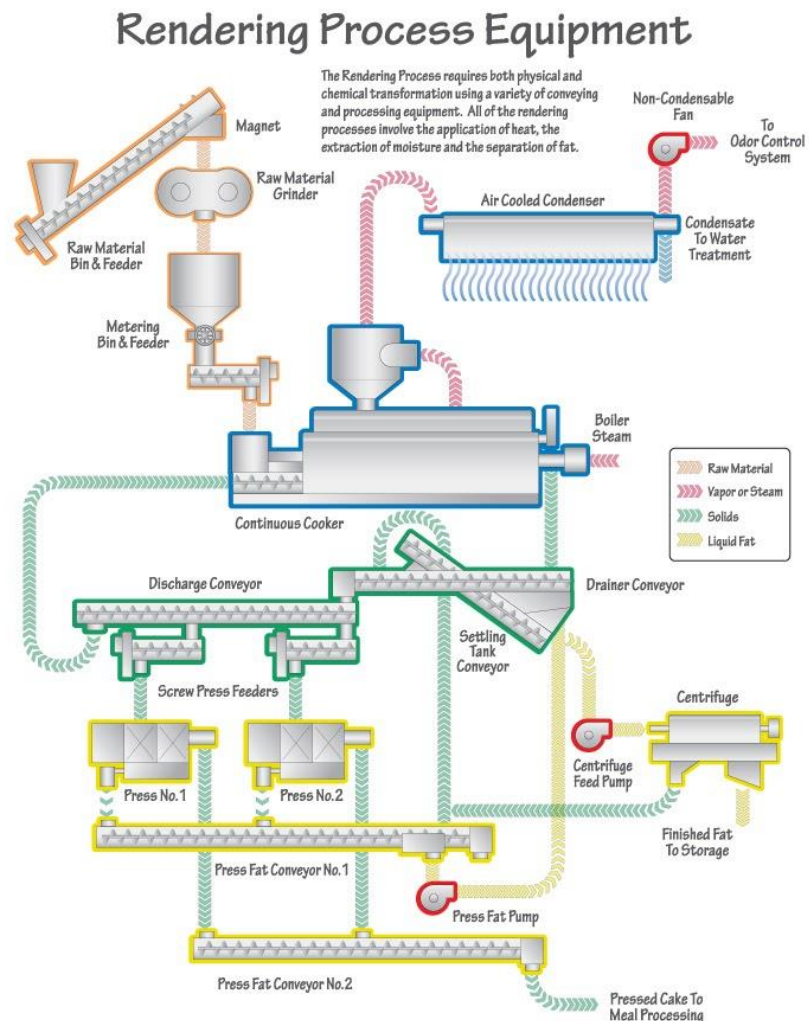 Rendering Process Equipment
The Rendering Process requires both physical and
chemical transformation using a variety of conveying
and processing equipment. All of the rendering
processes involve the application of heat, the
extraction of moisture and the separation of fat.
Non-Condensable
Fan
To
Odor Control
System
Magnet
Raw Material
Grinder
Air Cooled Condenser
Condensate
To Water
Treatment
Raw Material
Bin & Feeder
Metering
Bin & Feeder
Boiler
Steam
Raw Material
Vapor or Steam
Solids
Liquid Fat
Continuous Cooker
Discharge Conveyor
Drainer Conveyor
Settling
Tank
Conveyor
Screw Press Feeders
Centrifuge
Press No.1
Press No.2
Centrifuge
Feed Pump
Finished Fat
To Storage
Press Fat Conveyor No.1
Press Fat Pump
Press Fat Conveyor No.2
Pressed Cake To
Meal Processing